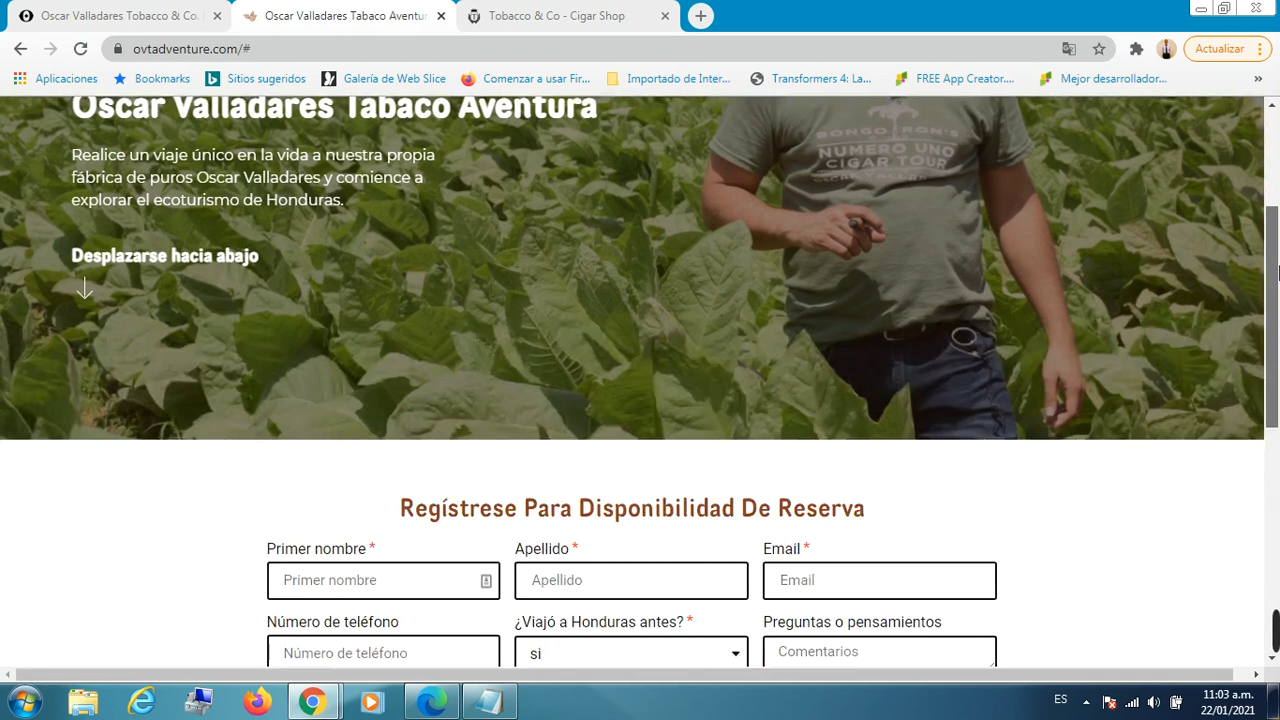 Oscar Valladares Tobacco & Co.
Oscar Valladares Tabaco Aventur
Tobacco & Co - Cigar Shop
ovtadventure.com/#
Actualizar
Aplicaciones
Bookmarks
Sitios sugeridos
Galería de Web Slice
Comenzar a usar Fir...
Importado de Inter...
Transformers 4: La...
FREE App Creator....
Mejor desarrollador...
»
Oscar Valladares Tabaco Aventura
BONGO RON'S
NUMERO UNO
CIGAR TOUR
Realice un viaje único en la vida a nuestra propia
fábrica de puros Oscar Valladares y comience a
explorar el ecoturismo de Honduras.
Desplazarse hacia abajo
Regístrese Para Disponibilidad De Reserva
Primer nombre *
Apellido *
Email *
Primer nombre
Apellido
Email
Número de teléfono
¿Viajó a Honduras antes? *
Preguntas o pensamientos
Número de teléfono
si
Comentarios
ES
11:03 a.m.
22/01/2021